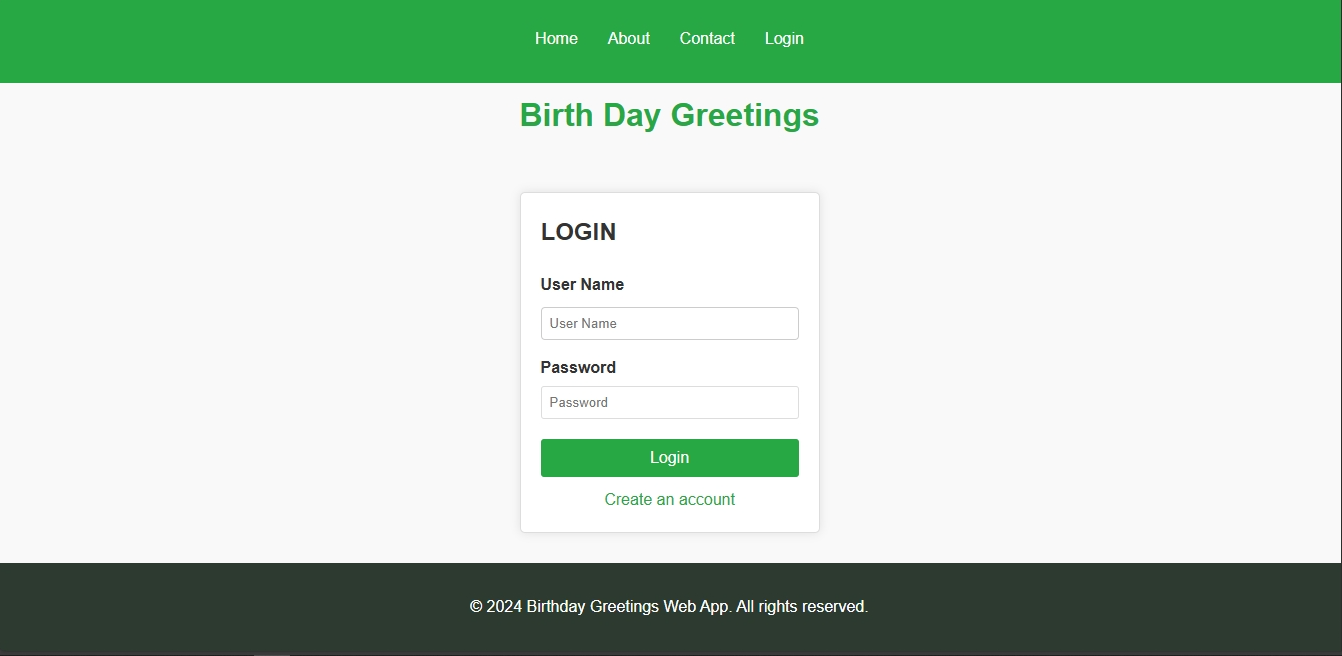 Home About Contact Login
Birth Day Greetings
LOGIN
User Name
User Name
Password
Password
Login
Create an account
© 2024 Birthday Greetings Web App. All rights reserved.